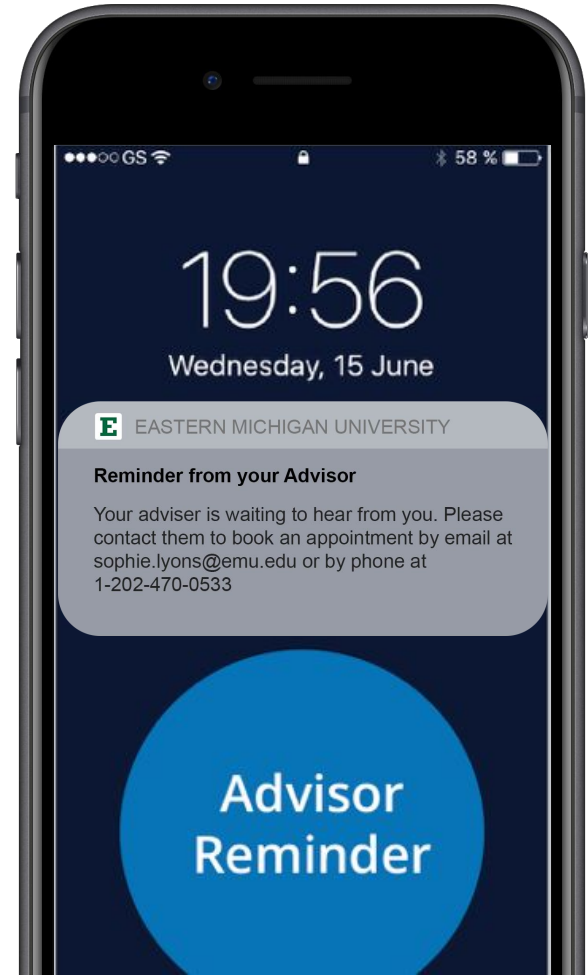 GS 58 %
19:56
Wednesday, 15 June
E EASTERN MICHIGAN UNIVERSITY
Reminder from your Advisor
Your adviser is waiting to hear from you. Please
contact them to book an appointment by email at
sophie.lyons@emu.edu or by phone at
1-202-470-0533
Advisor
Reminder